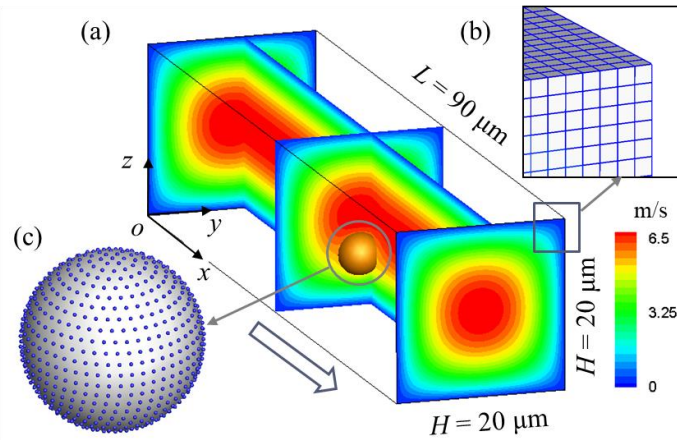 (a)
(b)
L = 90 μm
z
y
o
x
(c)
m/s
6.5
3.25
0
H = 20 μm
H = 20 μm